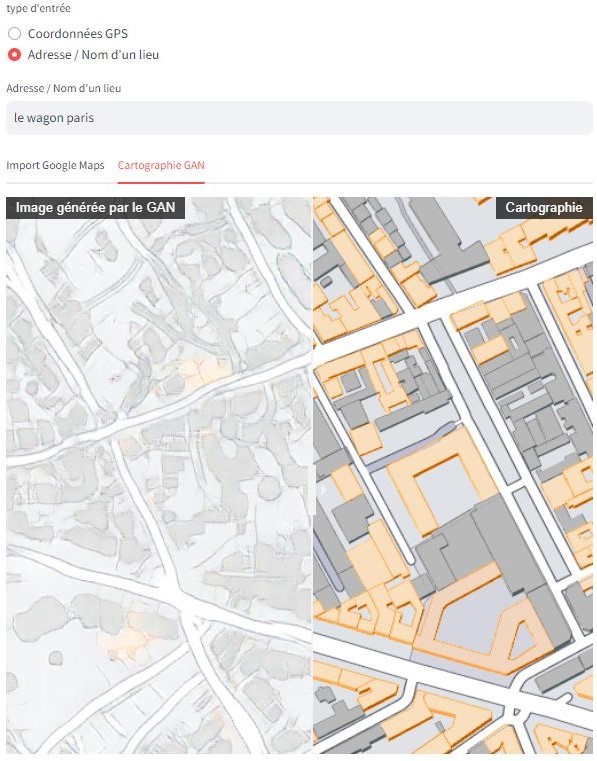 type d'entrée
Coordonnées GPS
Adresse / Nom d'un lieu
Adresse / Nom d'un lieu
le wagon paris
Import Google Maps Cartographie GAN
Image générée par le GAN Cartographie